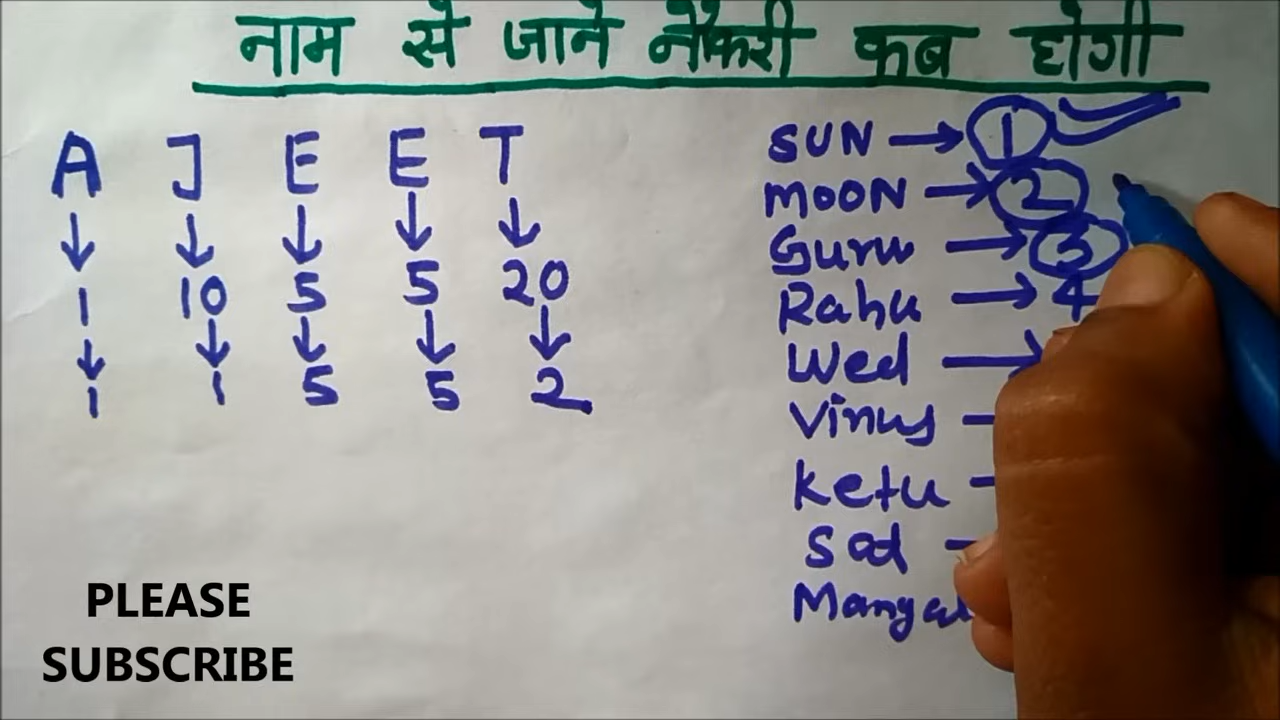 नाम से जाने नौकरी कब होगी
A J E E T
↓ ↓ ↓ ↓ ↓
1 10 5 5 20
↓ ↓ ↓ ↓ ↓
1 1 5 5 2
SUN → 1
MOON → 2
Guru → 3
Rahu → 4
Wed →
Vinus
Ketu
Sat
Mangal
PLEASE
SUBSCRIBE